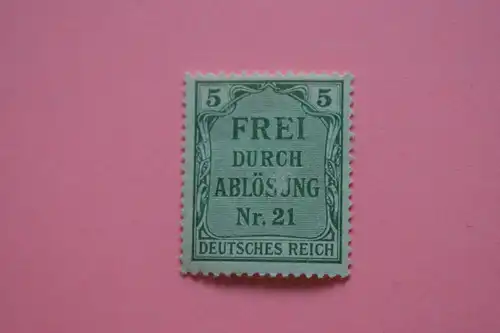 5 5
FREI
DURCH
ABLÖSUNG
Nr. 21
DEUTSCHES REICH